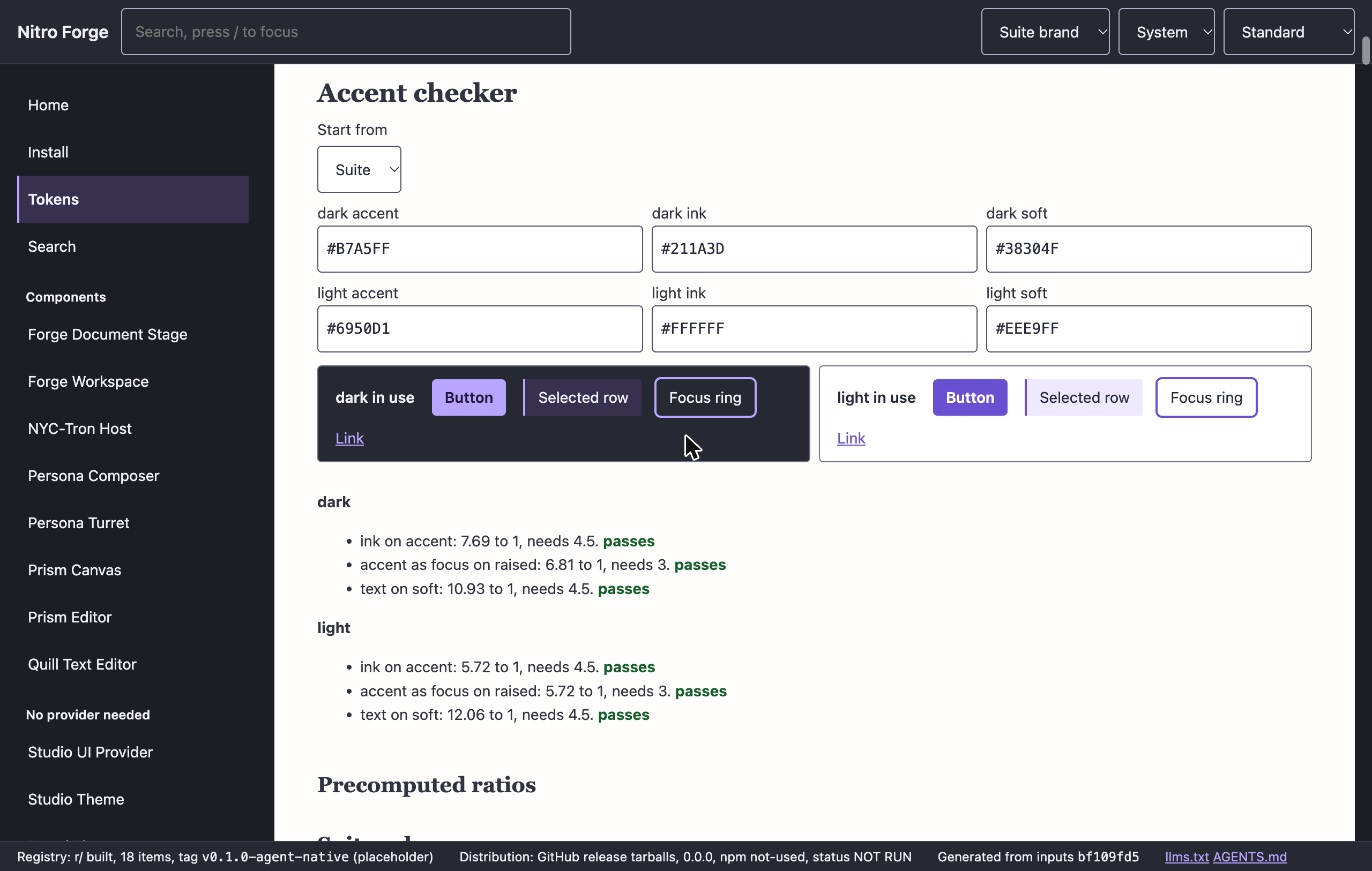 Nitro Forge
Search, press / to focus
Suite brand
System
Standard
Home
Install
Tokens
Search
Components
Forge Document Stage
Forge Workspace
NYC-Tron Host
Persona Composer
Persona Turret
Prism Canvas
Prism Editor
Quill Text Editor
No provider needed
Studio UI Provider
Studio Theme
Accent checker
Start from
Suite
dark accent
dark ink
dark soft
#B7A5FF
#211A3D
#38304F
light accent
light ink
light soft
#6950D1
#FFFFFF
#EEE9FF
dark in use
Button
Selected row
Focus ring
Link
light in use
Button
Selected row
Focus ring
Link
dark
• ink on accent: 7.69 to 1, needs 4.5. passes
• accent as focus on raised: 6.81 to 1, needs 3. passes
• text on soft: 10.93 to 1, needs 4.5. passes
light
• ink on accent: 5.72 to 1, needs 4.5. passes
• accent as focus on raised: 5.72 to 1, needs 3. passes
• text on soft: 12.06 to 1, needs 4.5. passes
Precomputed ratios
Registry: r/ built, 18 items, tag v0.1.0-agent-native (placeholder)
Distribution: GitHub release tarballs, 0.0.0, npm not-used, status NOT RUN
Generated from inputs bf109fd5
llms.txt AGENTS.md